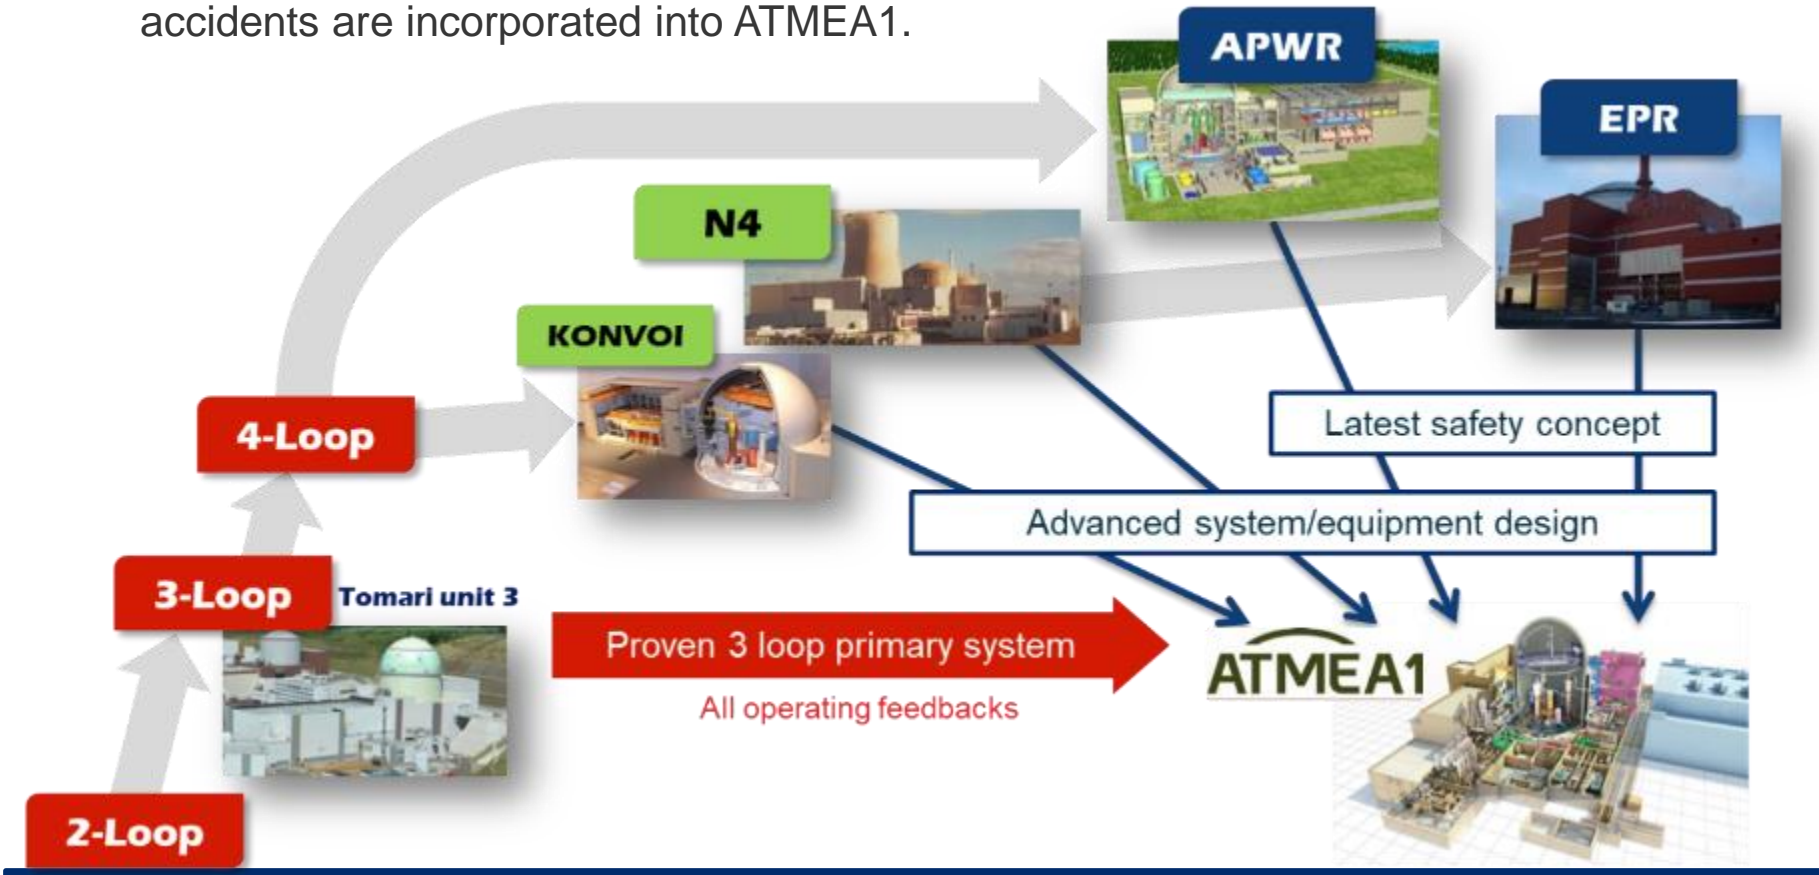 accidents are incorporated into ATMEA1.
APWR
EPR
N4
KONVOI
4-Loop
Latest safety concept
Advanced system/equipment design
3-Loop
Tomari unit 3
Proven 3 loop primary system
ATMEA1
All operating feedbacks
2-Loop